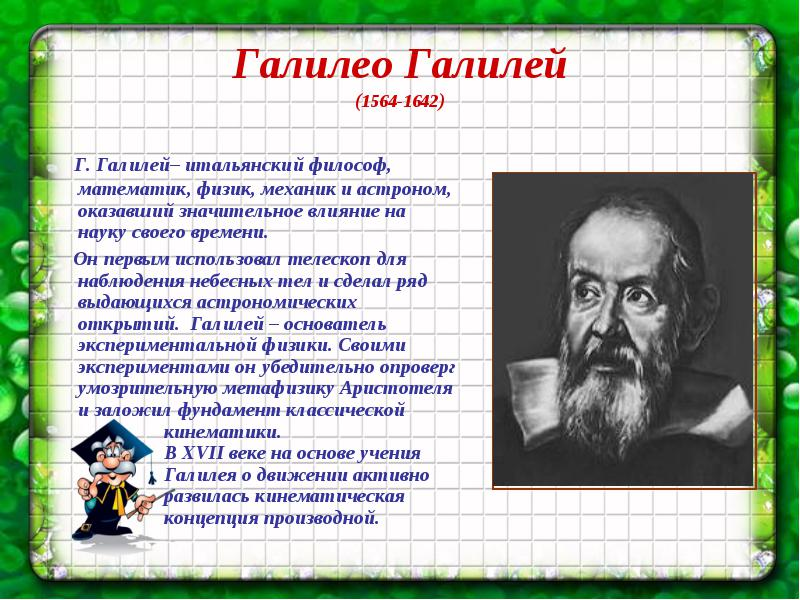 Галилео Галилей
(1564-1642)
Г. Галилей– итальянский философ,
математик, физик, механик и астроном,
оказавший значительное влияние на
науку своего времени.
Он первым использовал телескоп для
наблюдения небесных тел и сделал ряд
выдающихся астрономических
открытий. Галилей – основатель
экспериментальной физики. Своими
экспериментами он убедительно опроверг
умозрительную метафизику Аристотеля
и заложил фундамент классической
кинематики.
В XVII веке на основе учения
Галилея о движении активно
развилась кинематическая
концепция производной.